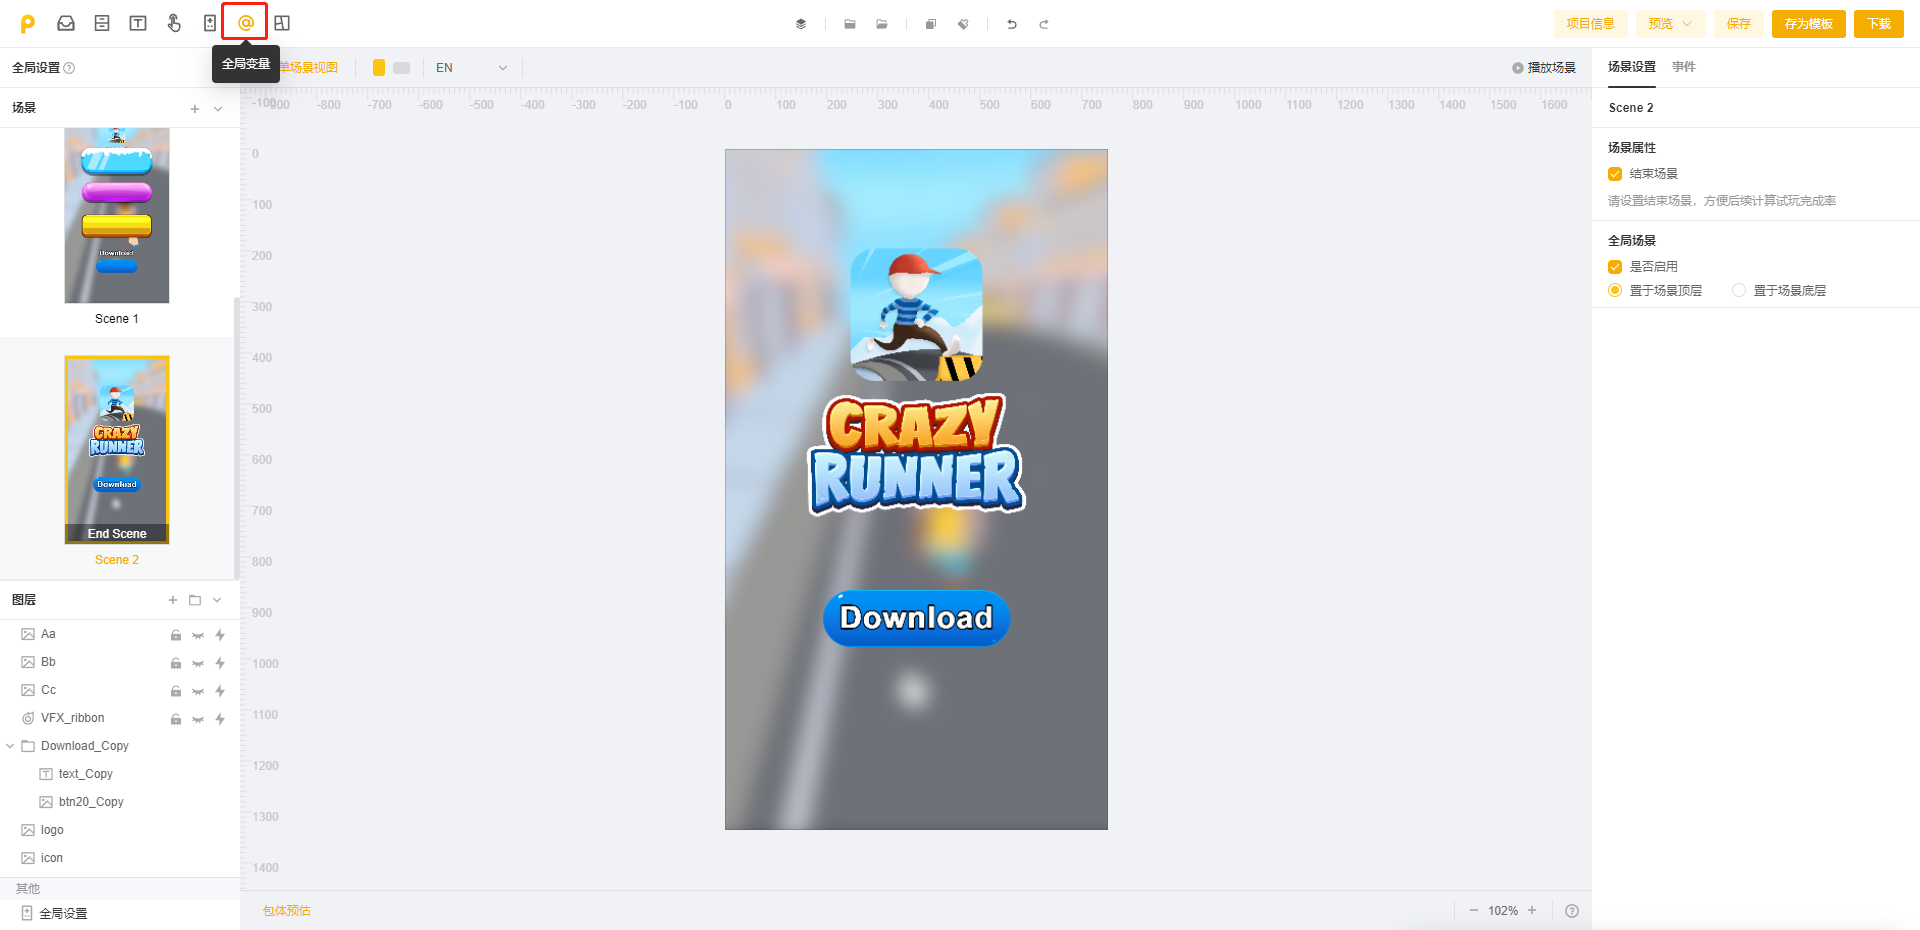 项目信息
预览
保存
存为模板
下载
全局变量
全局设置
单场景视图
EN
播放场景
场景设置
事件
场景
-900 -800 -700 -600 -500 -400 -300 -200 -100 0 100 200 300 400 500 600 700 800 900 1000 1100 1200 1300 1400 1500 1600
-100
0
100
200
300
400
500
600
700
800
900
1000
1100
1200
1300
1400
Download
Scene 1
CRAZY
RUNNER
Download
End Scene
Scene 2
图层
Aa
Bb
Cc
VFX_ribbon
Download_Copy
text_Copy
btn20_Copy
logo
icon
其他
全局设置
CRAZY
RUNNER
Download
包体预估
102%
Scene 2
场景属性
结束场景
请设置结束场景，方便后续计算试玩完成率
全局场景
是否启用
置于场景顶层
置于场景底层